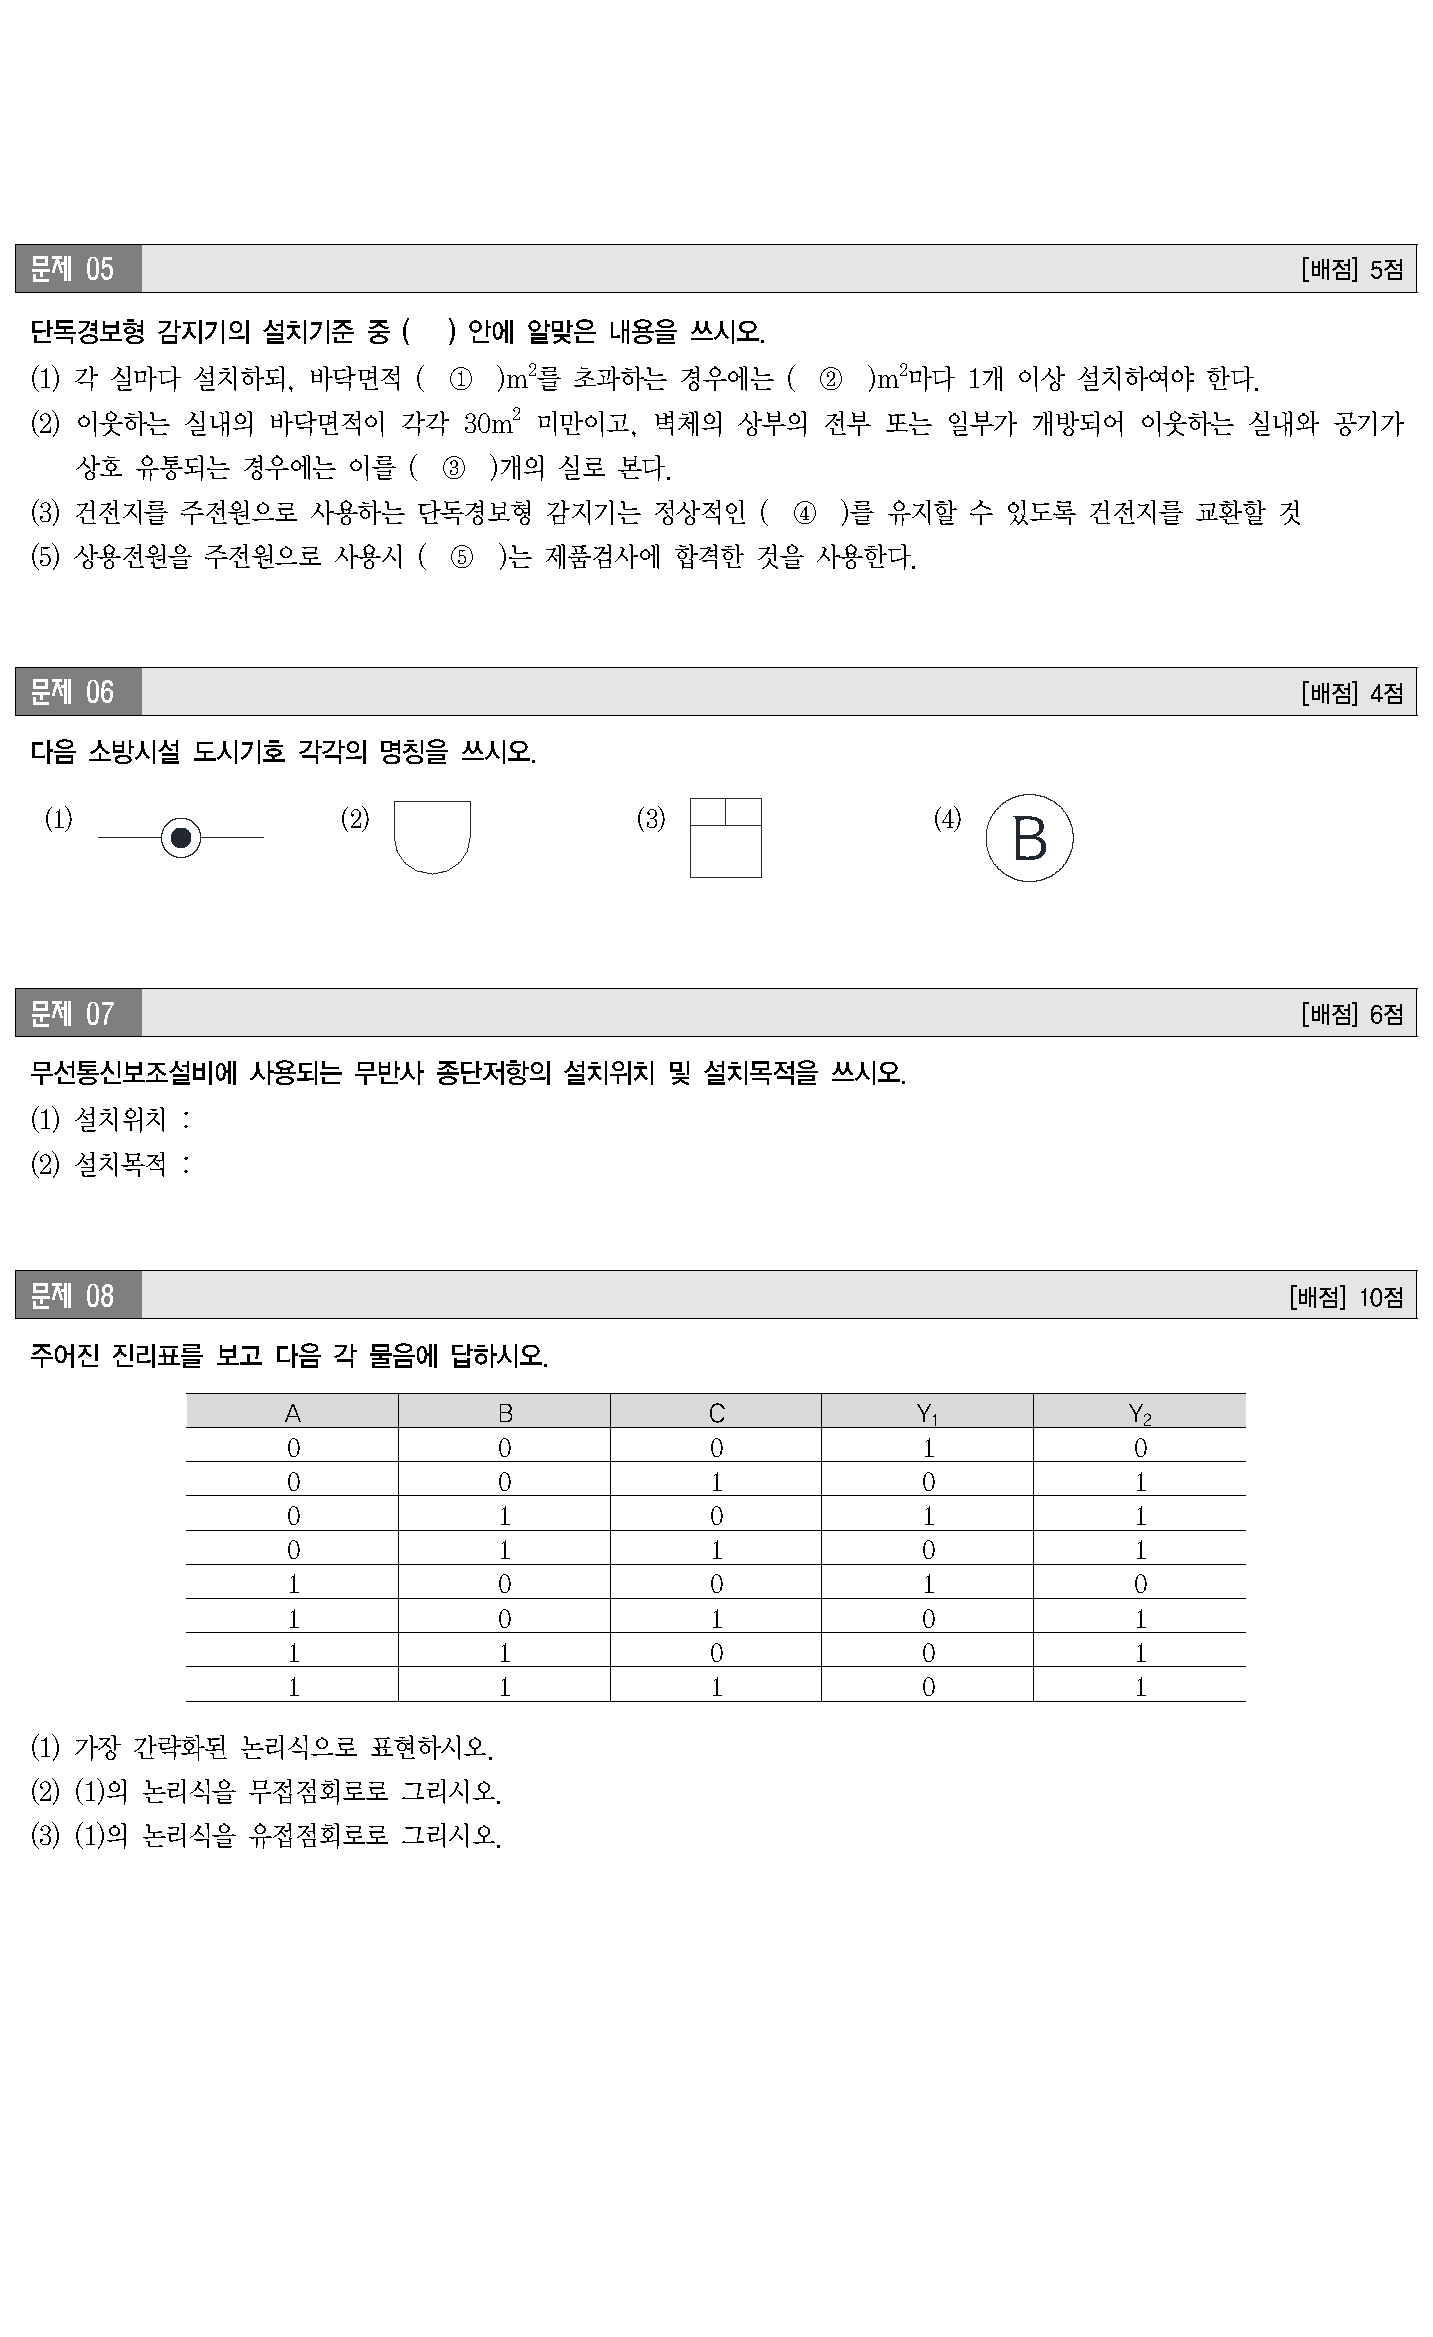 문제 05 [배점] 5점
단독경보형 감지기의 설치기준 중 (    ) 안에 알맞은 내용을 쓰시오.
(1) 각 실마다 설치하되, 바닥면적 ( ① )m²를 초과하는 경우에는 ( ② )m²마다 1개 이상 설치하여야 한다.
(2) 이웃하는 실내의 바닥면적이 각각 30m² 미만이고, 벽체의 상부의 전부 또는 일부가 개방되어 이웃하는 실내와 공기가
상호 유통되는 경우에는 이를 ( ③ )개의 실로 본다.
(3) 건전지를 주전원으로 사용하는 단독경보형 감지기는 정상적인 ( ④ )를 유지할 수 있도록 건전지를 교환할 것
(5) 상용전원을 주전원으로 사용시 ( ⑤ )는 제품검사에 합격한 것을 사용한다.
문제 06 [배점] 4점
다음 소방시설 도시기호 각각의 명칭을 쓰시오.
(1) (2) (3) (4) B
문제 07 [배점] 6점
무선통신보조설비에 사용되는 무반사 종단저항의 설치위치 및 설치목적을 쓰시오.
(1) 설치위치 :
(2) 설치목적 :
문제 08 [배점] 10점
주어진 진리표를 보고 다음 각 물음에 답하시오.
A B C Y₁ Y₂
0 0 0 1 0
0 0 1 0 1
0 1 0 1 1
0 1 1 0 1
1 0 0 1 0
1 0 1 0 1
1 1 0 0 1
1 1 1 0 1
(1) 가장 간략화된 논리식으로 표현하시오.
(2) (1)의 논리식을 무접점회로로 그리시오.
(3) (1)의 논리식을 유접점회로로 그리시오.